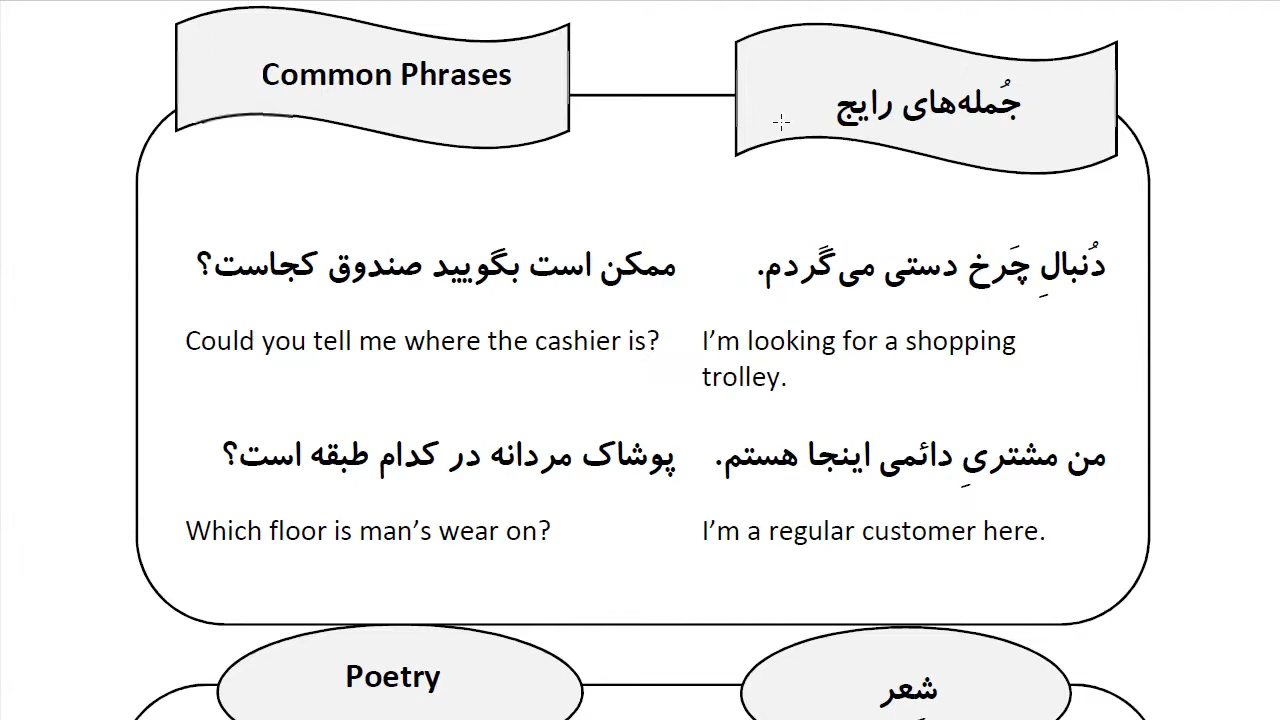 Common Phrases
جُمله‌های رایج
ممکن است بگویید صندوق کجاست؟
دُنبالِ چَرخ دستی می‌گَردم.
Could you tell me where the cashier is?
I’m looking for a shopping
trolley.
پوشاک مردانه در کدام طبقه است؟
من مشتریِ دائمی اینجا هستم.
Which floor is man’s wear on?
I’m a regular customer here.
Poetry
شعر